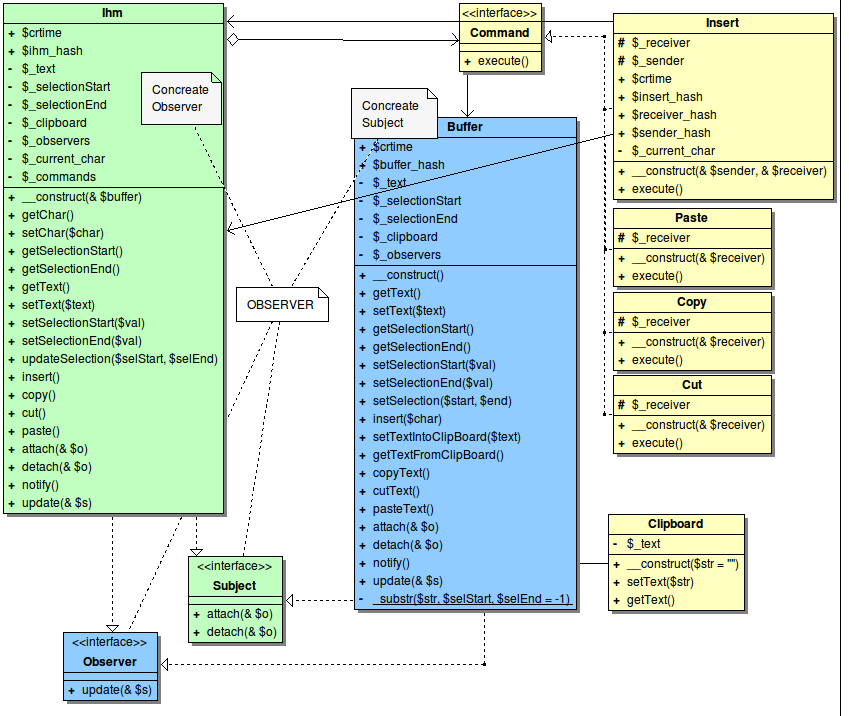 Ihm
+ $crtime
+ $ihm_hash
- $_text
- $_selectionStart
- $_selectionEnd
- $_clipboard
- $_observers
- $_current_char
- $_commands
+ __construct(& $buffer)
+ getChar()
+ setChar($char)
+ getSelectionStart()
+ getSelectionEnd()
+ getText()
+ setText($text)
+ setSelectionStart($val)
+ setSelectionEnd($val)
+ updateSelection($selStart, $selEnd)
+ insert()
+ copy()
+ cut()
+ paste()
+ attach(& $o)
+ detach(& $o)
+ notify()
+ update(& $s)
Concreate
Observer
<<interface>>
Command
+ execute()
Concreate
Subject
OBSERVER
Buffer
+ $crtime
+ $buffer_hash
- $_text
- $_selectionStart
- $_selectionEnd
- $_clipboard
- $_observers
+ __construct()
+ getText()
+ setText($text)
+ getSelectionStart()
+ getSelectionEnd()
+ setSelectionStart($val)
+ setSelectionEnd($val)
+ setSelection($start, $end)
+ insert($char)
+ setTextIntoClipBoard($text)
+ getTextFromClipBoard()
+ copyText()
+ cutText()
+ pasteText()
+ attach(& $o)
+ detach(& $o)
+ notify()
+ update(& $s)
- _substr($str, $selStart, $selEnd = -1)
Insert
# $_receiver
# $_sender
+ $crtime
+ $insert_hash
+ $receiver_hash
+ $sender_hash
- $_current_char
+ __construct(& $sender, & $receiver)
+ execute()
Paste
# $_receiver
+ __construct(& $receiver)
+ execute()
Copy
# $_receiver
+ __construct(& $receiver)
+ execute()
Cut
# $_receiver
+ __construct(& $receiver)
+ execute()
Clipboard
- $_text
+ __construct($str = "")
+ setText($str)
+ getText()
<<interface>>
Subject
+ attach(& $o)
+ detach(& $o)
<<interface>>
Observer
+ update(& $s)